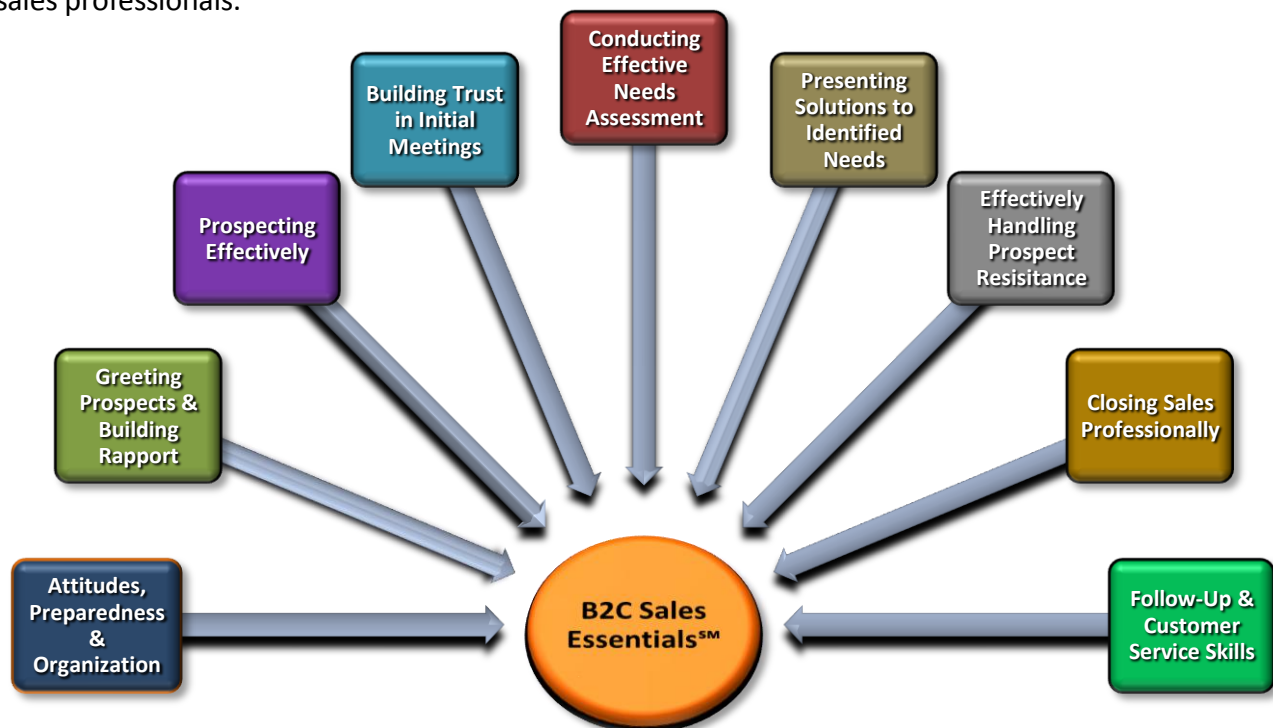 sales professionals.
Conducting
Effective
Needs
Assessment
Building Trust
in Initial
Meetings
Presenting
Solutions to
Identified
Needs
Prospecting
Effectively
Effectively
Handling
Prospect
Resisitance
Greeting
Prospects &
Building
Rapport
Closing Sales
Professionally
Attitudes,
Preparedness
&
Organization
B2C Sales
Essentials℠
Follow-Up &
Customer
Service Skills